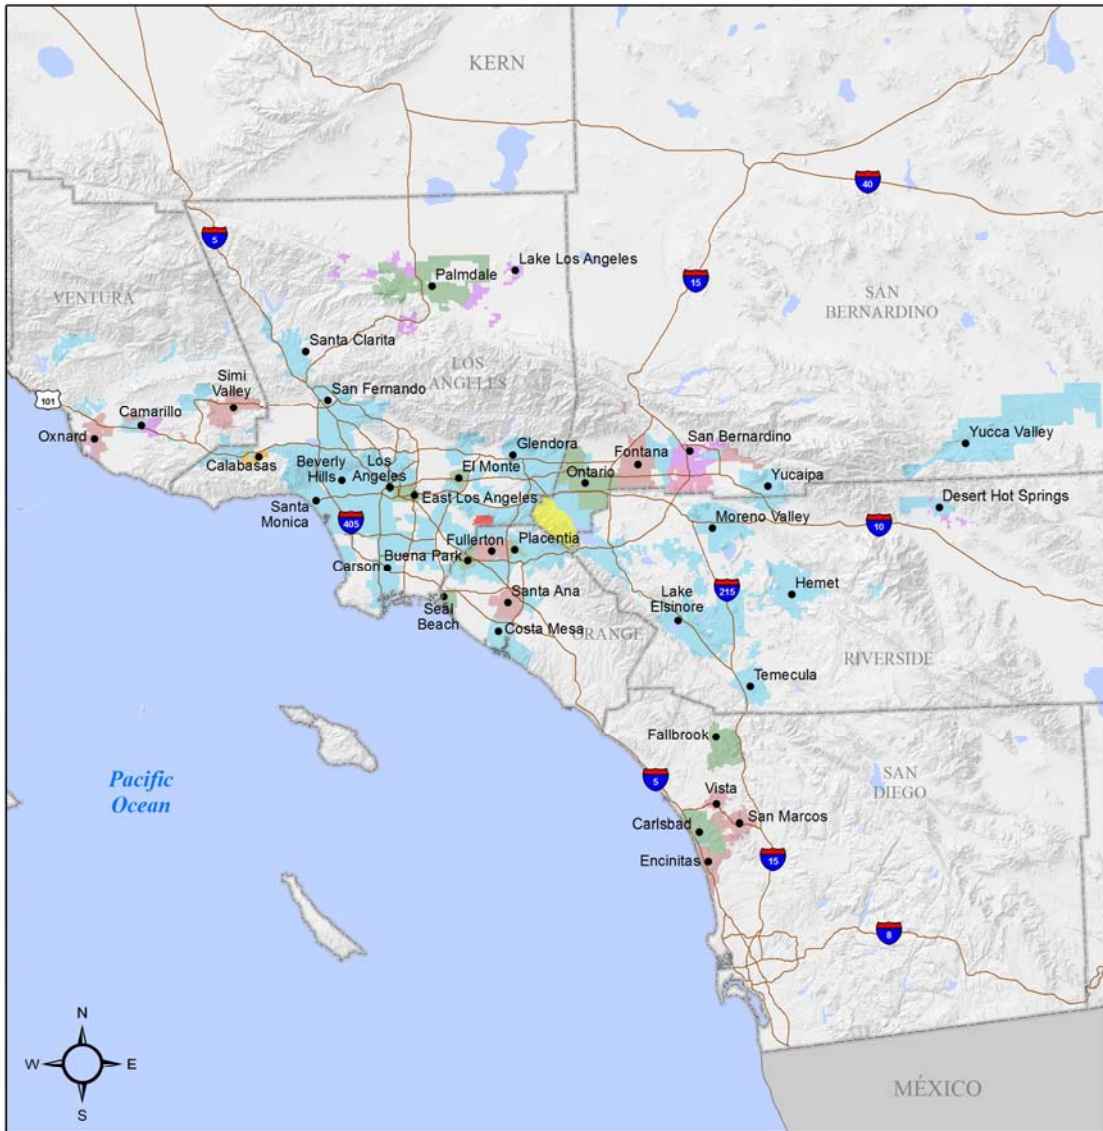 KERN
40
5
Lake Los Angeles
Palmdale
15
VENTURA
SAN
BERNARDINO
Santa Clarita
LOS
ANGELES
Simi
Valley
San Fernando
101
Camarillo
Oxnard
Glendora
San Bernardino
Yucca Valley
Calabasas
Beverly
Hills
Los
Angeles
El Monte
Ontario
Fontana
Yucaipa
East Los Angeles
Desert Hot Springs
Santa
Monica
405
Moreno Valley
10
Fullerton
Placentia
Buena Park
Carson
Hemet
215
Santa Ana
Lake
Elsinore
Seal
Beach
Costa Mesa
ORANGE
RIVERSIDE
Temecula
Fallbrook
Pacific
Ocean
5
SAN
DIEGO
Vista
Carlsbad
San Marcos
Encinitas
15
8
N
W
E
S
MÉXICO